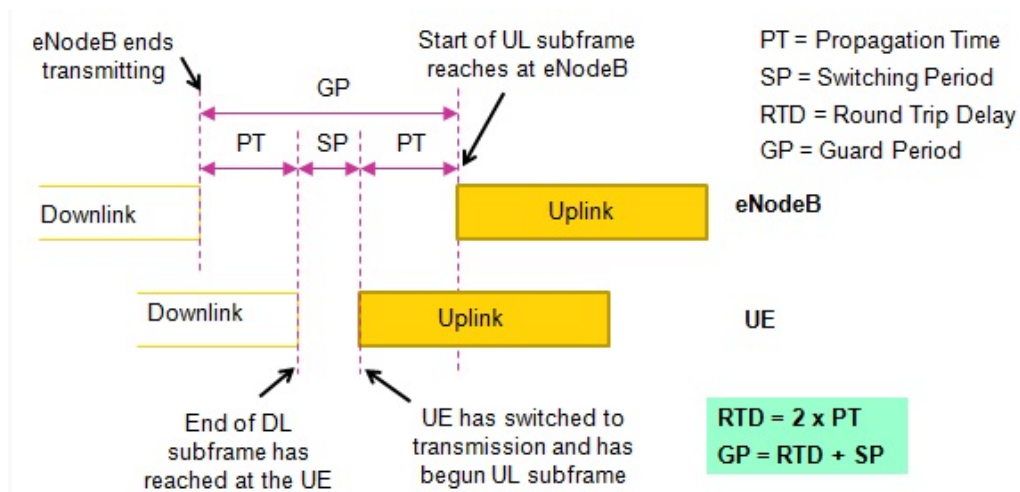 eNodeB ends
transmitting
Start of UL subframe
reaches at eNodeB
PT = Propagation Time
SP = Switching Period
RTD = Round Trip Delay
GP = Guard Period
GP
PT
SP
PT
Downlink
Uplink
eNodeB
Downlink
Uplink
UE
End of DL
subframe has
reached at the UE
UE has switched to
transmission and has
begun UL subframe
RTD = 2 x PT
GP = RTD + SP